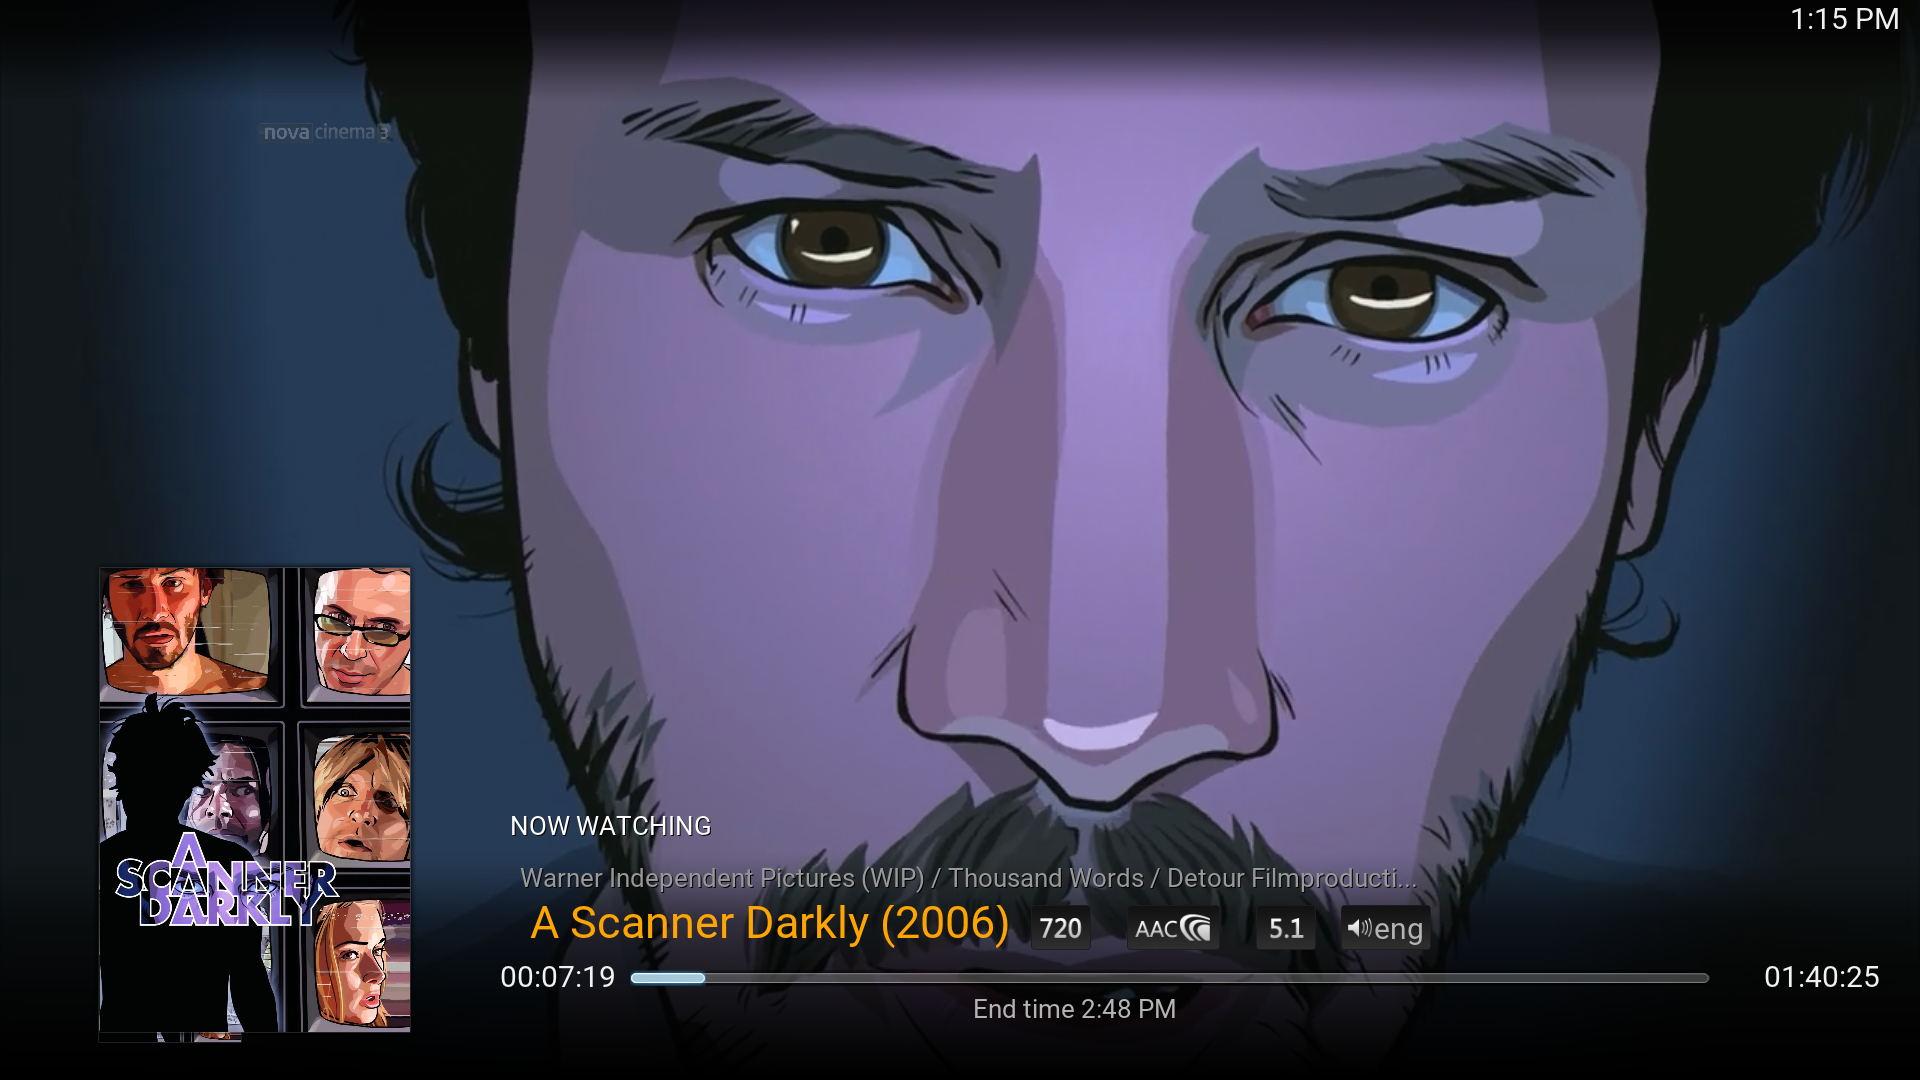 1:15 PM
nova cinema 3
A
SCANNER
DARKLY
NOW WATCHING
Warner Independent Pictures (WIP) / Thousand Words / Detour Filmproducti...
A Scanner Darkly (2006) 720 AAC 5.1 eng
00:07:19 01:40:25
End time 2:48 PM